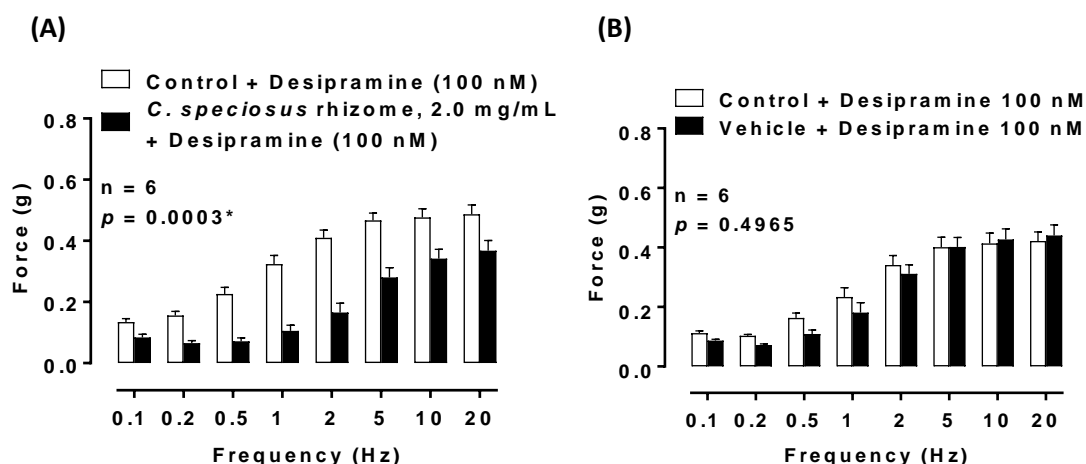 (A)
Control + Desipramine (100 nM)
C. speciosus rhizome, 2.0 mg/mL
+ Desipramine (100 nM)
n = 6
p = 0.0003*
Force (g)
0.8
0.6
0.4
0.2
0.0
0.1 0.2 0.5 1 2 5 10 20
Frequency (Hz)
(B)
Control + Desipramine 100 nM
Vehicle + Desipramine 100 nM
n = 6
p = 0.4965
Force (g)
0.8
0.6
0.4
0.2
0.0
0.1 0.2 0.5 1 2 5 10 20
Frequency (Hz)